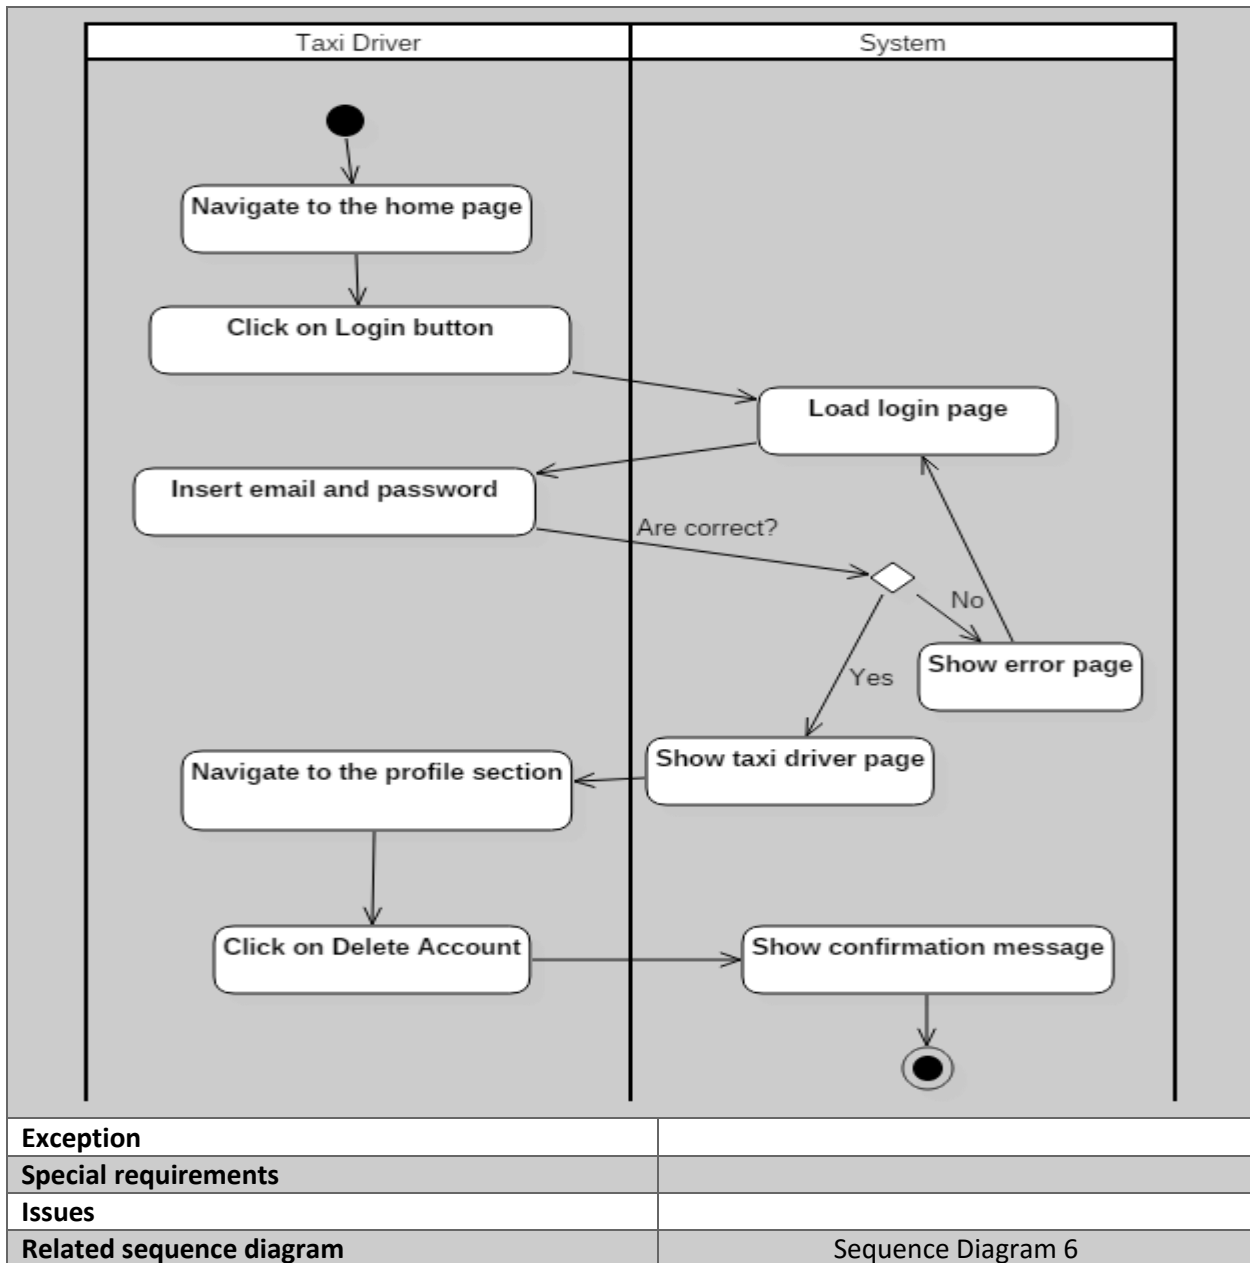 Taxi Driver
System
Navigate to the home page
Click on Login button
Load login page
Insert email and password
Are correct?
No
Show error page
Yes
Show taxi driver page
Navigate to the profile section
Click on Delete Account
Show confirmation message
Exception
Special requirements
Issues
Related sequence diagram
Sequence Diagram 6